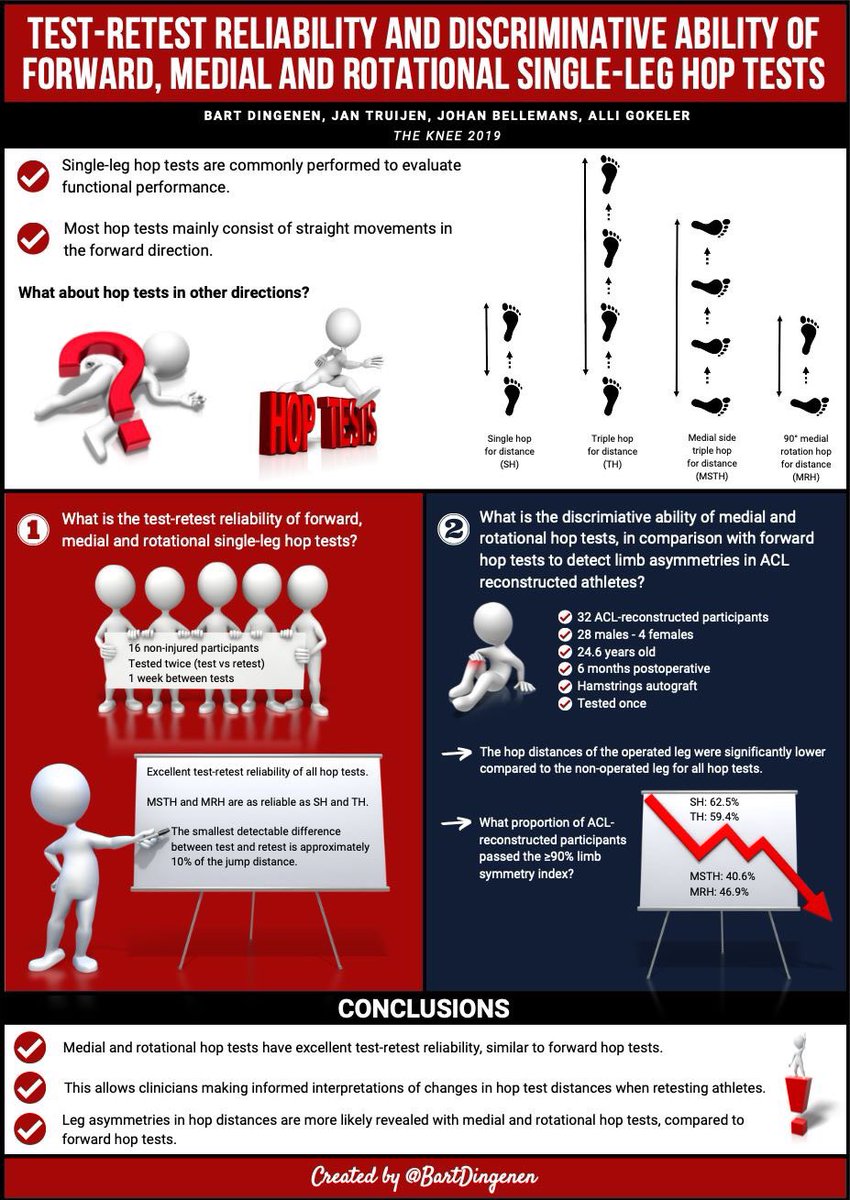 TEST-RETEST RELIABILITY AND DISCRIMINATIVE ABILITY OF
FORWARD, MEDIAL AND ROTATIONAL SINGLE-LEG HOP TESTS
BART DINGENEN, JAN TRUIJEN, JOHAN BELLEMANS, ALLI GOKELER
THE KNEE 2019
Single-leg hop tests are commonly performed to evaluate
functional performance.
Most hop tests mainly consist of straight movements in
the forward direction.
What about hop tests in other directions?
?
HOP TESTS
Single hop
for distance
(SH)
Triple hop
for distance
(TH)
Medial side
triple hop
for distance
(MSTH)
90° medial
rotation hop
for distance
(MRH)
1
What is the test-retest reliability of forward,
medial and rotational single-leg hop tests?
16 non-injured participants
Tested twice (test vs retest)
1 week between tests
Excellent test-retest reliability of all hop tests.
MSTH and MRH are as reliable as SH and TH.
The smallest detectable difference
between test and retest is approximately
10% of the jump distance.
2
What is the discrimiative ability of medial and
rotational hop tests, in comparison with forward
hop tests to detect limb asymmetries in ACL
reconstructed athletes?
32 ACL-reconstructed participants
28 males - 4 females
24.6 years old
6 months postoperative
Hamstrings autograft
Tested once
The hop distances of the operated leg were significantly lower
compared to the non-operated leg for all hop tests.
What proportion of ACL-
reconstructed participants
passed the ≥90% limb
symmetry index?
SH: 62.5%
TH: 59.4%
MSTH: 40.6%
MRH: 46.9%
CONCLUSIONS
Medial and rotational hop tests have excellent test-retest reliability, similar to forward hop tests.
This allows clinicians making informed interpretations of changes in hop test distances when retesting athletes.
Leg asymmetries in hop distances are more likely revealed with medial and rotational hop tests, compared to
forward hop tests.
!
Created by @BartDingenen